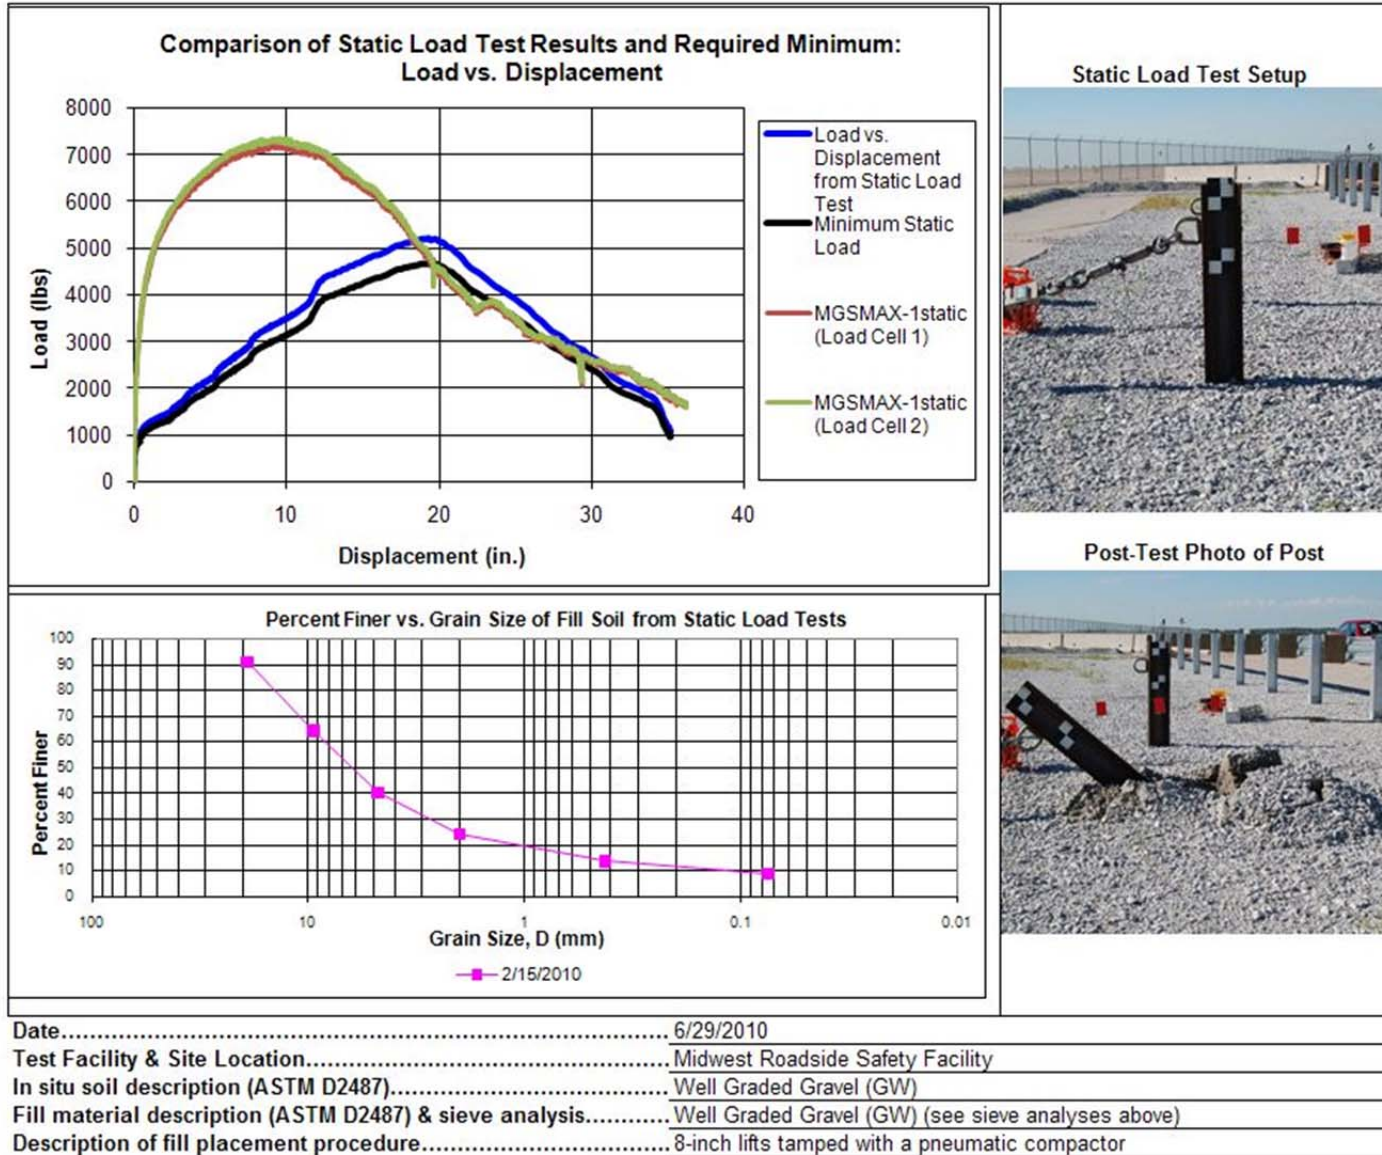 Comparison of Static Load Test Results and Required Minimum:
Load vs. Displacement
8000
7000
6000
5000
4000
3000
2000
1000
0
Load (lbs)
0 10 20 30 40
Displacement (in.)
Load vs.
Displacement
from Static Load
Test
Minimum Static
Load
MGSMAX-1static
(Load Cell 1)
MGSMAX-1static
(Load Cell 2)
Static Load Test Setup
Post-Test Photo of Post
Percent Finer vs. Grain Size of Fill Soil from Static Load Tests
100
90
80
70
60
50
40
30
20
10
0
Percent Finer
100 10 1 0.1 0.01
Grain Size, D (mm)
2/15/2010
Date................................................................................ 6/29/2010
Test Facility & Site Location.................................................. Midwest Roadside Safety Facility
In situ soil description (ASTM D2487)...................................... Well Graded Gravel (GW)
Fill material description (ASTM D2487) & sieve analysis............ Well Graded Gravel (GW) (see sieve analyses above)
Description of fill placement procedure.................................. 8-inch lifts tamped with a pneumatic compactor